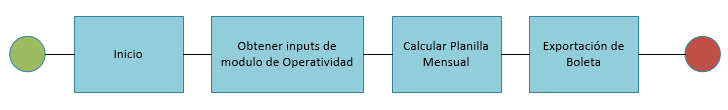 Inicio
Obtener inputs de
modulo de Operatividad
Calcular Planilla
Mensual
Exportación de
Boleta